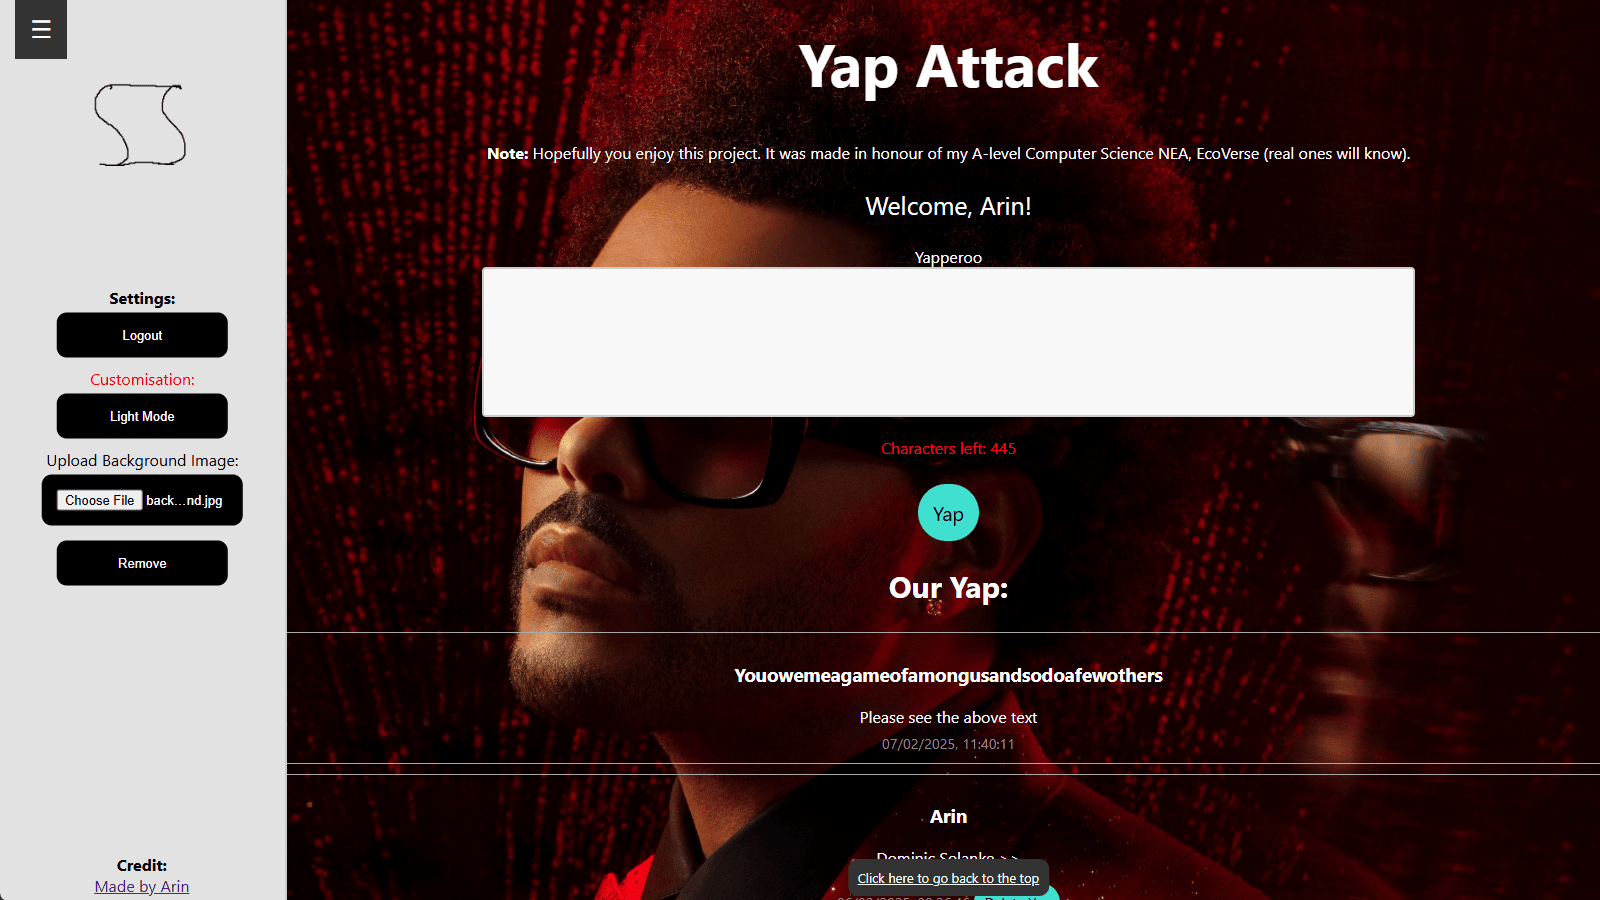 ☰
Settings:
Logout
Customisation:
Light Mode
Upload Background Image:
Choose File back...nd.jpg
Remove
Credit:
Made by Arin
Yap Attack
Note: Hopefully you enjoy this project. It was made in honour of my A-level Computer Science NEA, EcoVerse (real ones will know).
Welcome, Arin!
Yapperoo
Characters left: 445
Yap
Our Yap:
Youowemeagameofamongusandsodoafewothers
Please see the above text
07/02/2025, 11:40:11
Arin
Dominic Solanke >>
Click here to go back to the top